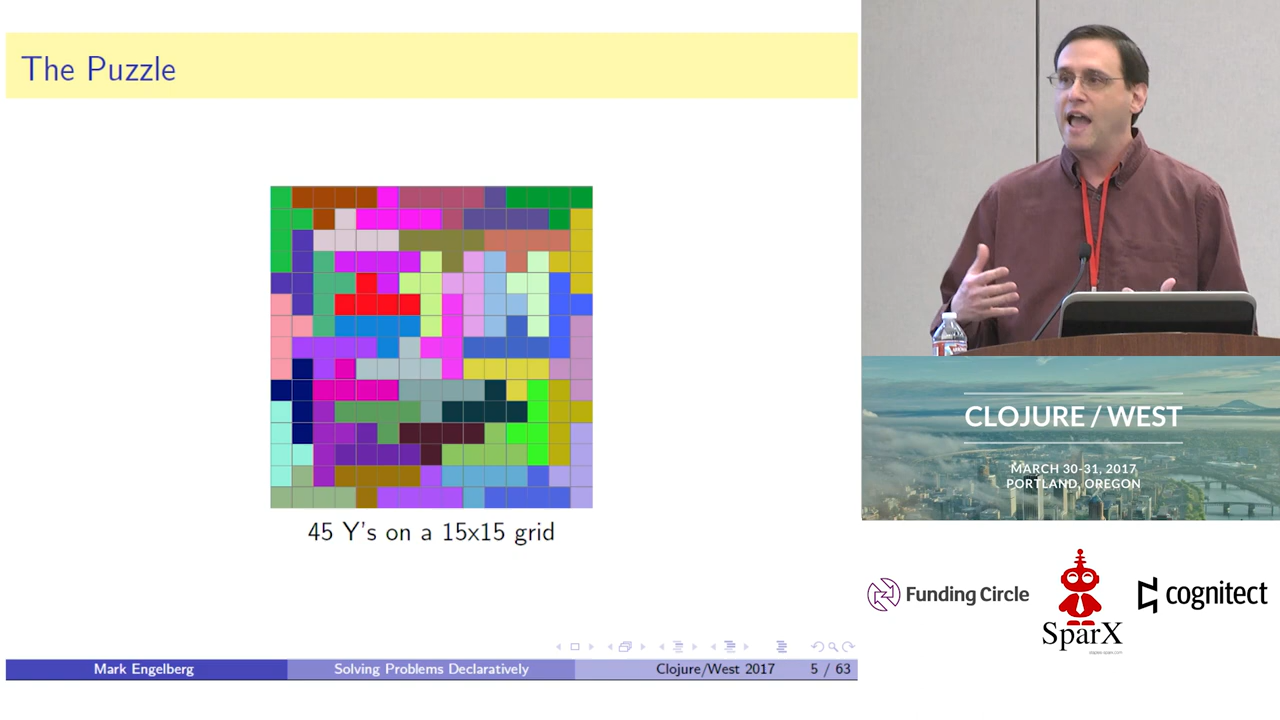 The Puzzle
45 Y's on a 15x15 grid
Mark Engelberg
Solving Problems Declaratively
Clojure/West 2017
5 / 63
CLOJURE / WEST
MARCH 30-31, 2017
PORTLAND, OREGON
Funding Circle
SparX
cognitect